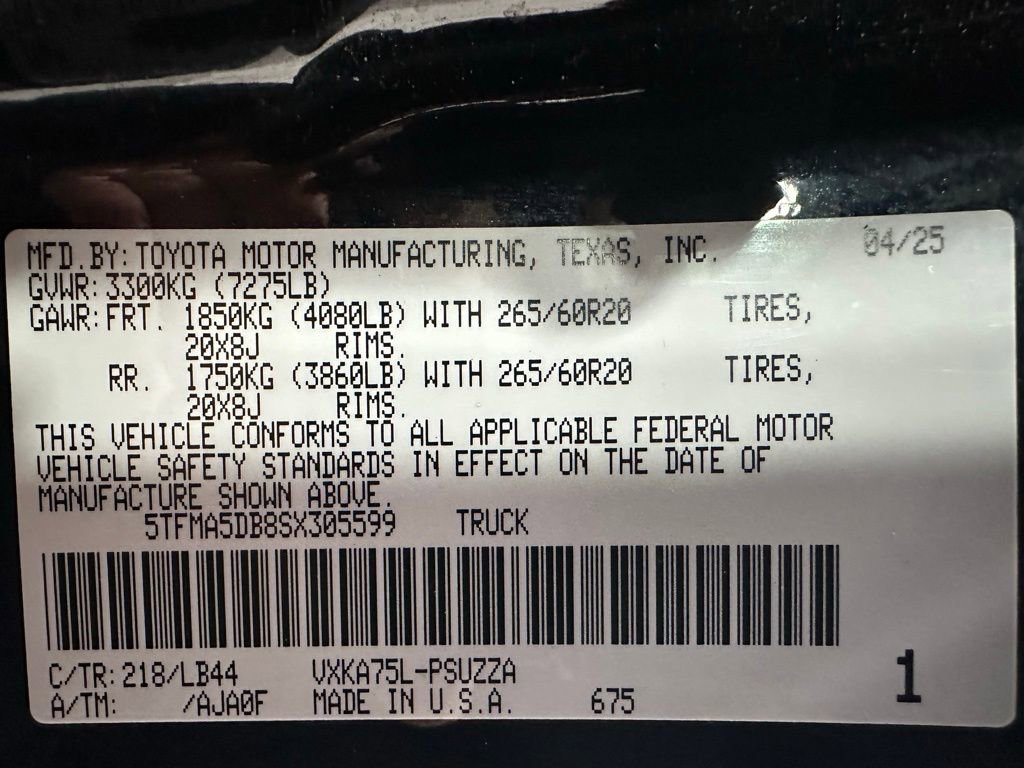 MFD.BY: TOYOTA MOTOR MANUFACTURING, TEXAS, INC. 04/25
GVWR: 3300KG (7275LB)
GAWR: FRT. 1850KG (4080LB) WITH 265/60R20 TIRES,
20X8J RIMS.
RR. 1750KG (3860LB) WITH 265/60R20 TIRES,
20X8J RIMS.
THIS VEHICLE CONFORMS TO ALL APPLICABLE FEDERAL MOTOR
VEHICLE SAFETY STANDARDS IN EFFECT ON THE DATE OF
MANUFACTURE SHOWN ABOVE.
5TFMA5DB8SX305599 TRUCK
C/TR: 218/LB44 VXKA75L-PSUZZA
A/TM: /AJA0F MADE IN U.S.A. 675
1